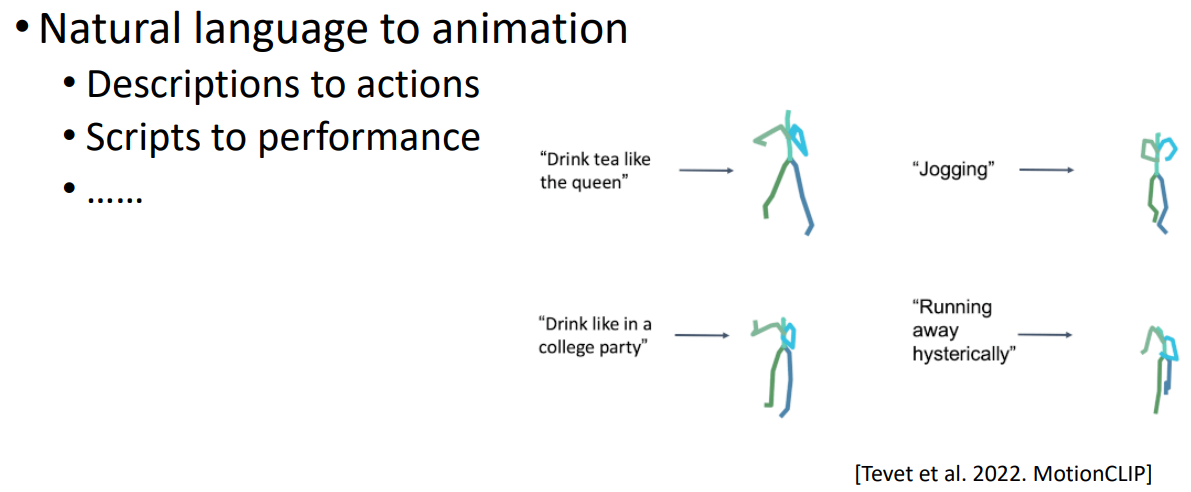 • Natural language to animation
• Descriptions to actions
• Scripts to performance
• ......
“Drink tea like
the queen”
“Jogging”
“Drink like in a
college party”
“Running
away
hysterically”
[Tevet et al. 2022. MotionCLIP]